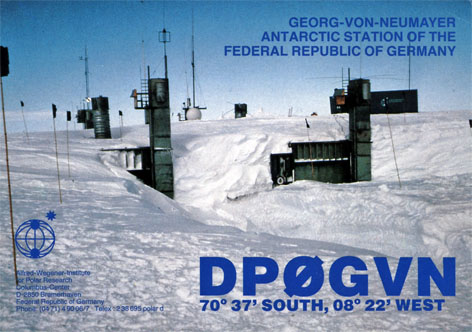 GEORG-VON-NEUMAYER
ANTARCTIC STATION OF THE
FEDERAL REPUBLIC OF GERMANY
Alfred-Wegener-Institute
for Polar Research
Columbus-Center
D-2850 Bremerhaven
Federal Republic of Germany
Phone: (0471) 4 90 06/7 Telex: 2 38 695 polar d
DPØGVN
70° 37' SOUTH, 08° 22' WEST